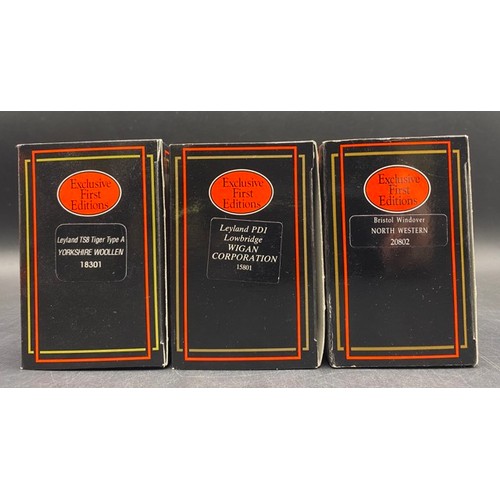 Exclusive
First
Editions
Leyland TS8 Tiger Type A
YORKSHIRE WOOLLEN
18301
Exclusive
First
Editions
Leyland PD1
Lowbridge
WIGAN
CORPORATION
15801
Exclusive
First
Editions
Bristol Windover
NORTH WESTERN
20802